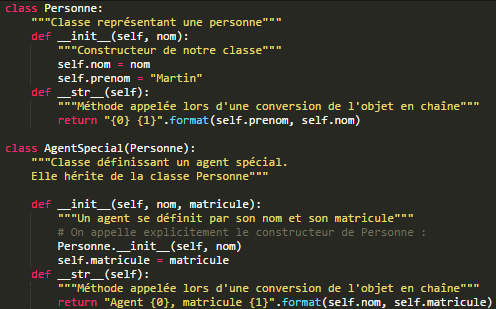 class Personne:
    """Classe représentant une personne"""
    def __init__(self, nom):
        """Constructeur de notre classe"""
        self.nom = nom
        self.prenom = "Martin"
    def __str__(self):
        """Méthode appelée lors d'une conversion de l'objet en chaîne"""
        return "{0} {1}".format(self.prenom, self.nom)

class AgentSpecial(Personne):
    """Classe définissant un agent spécial.
    Elle hérite de la classe Personne"""

    def __init__(self, nom, matricule):
        """Un agent se définit par son nom et son matricule"""
        # On appelle explicitement le constructeur de Personne :
        Personne.__init__(self, nom)
        self.matricule = matricule
    def __str__(self):
        """Méthode appelée lors d'une conversion de l'objet en chaîne"""
        return "Agent {0}, matricule {1}".format(self.nom, self.matricule)